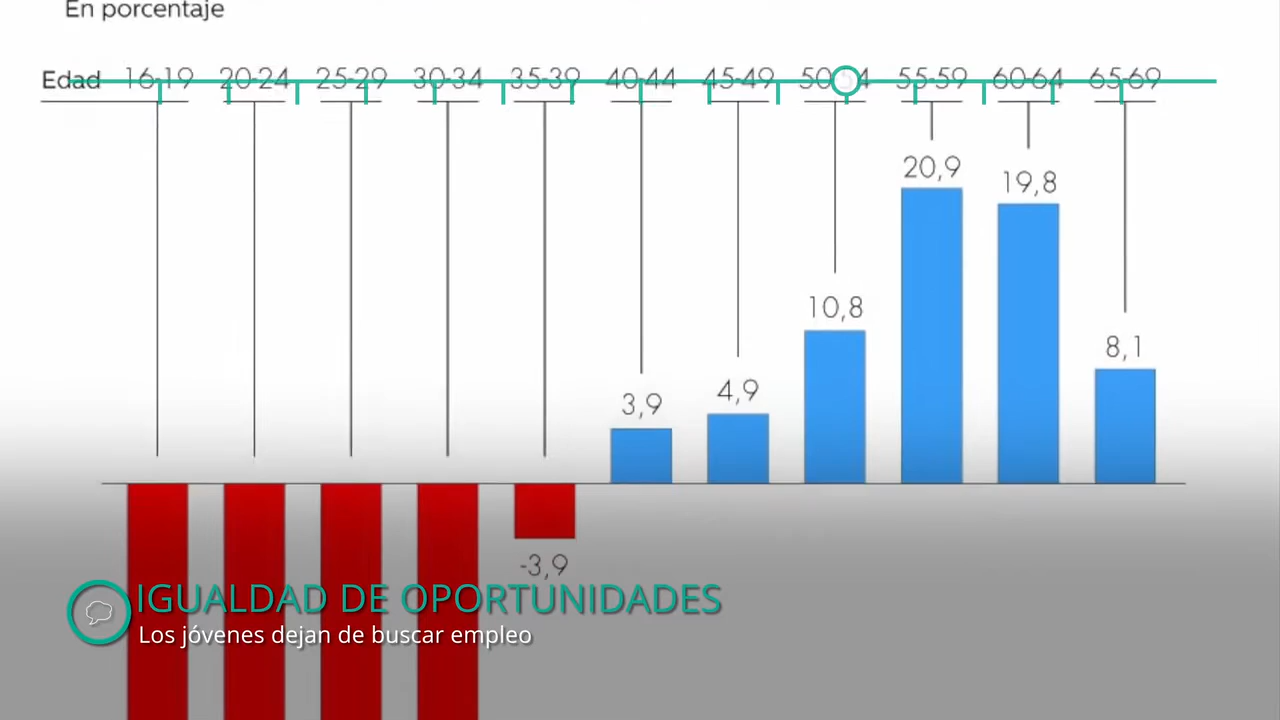 En porcentaje
Edad 16-19 20-24 25-29 30-34 35-39 40-44 45-49 50-54 55-59 60-64 65-69
20,9
19,8
10,8
8,1
4,9
3,9
-3,9
IGUALDAD DE OPORTUNIDADES
Los jóvenes dejan de buscar empleo